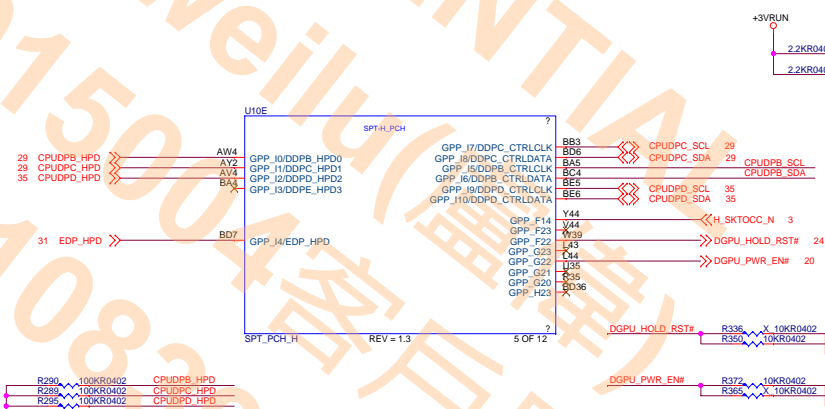 +3VRUN
2.2KR040
2.2KR040
U10E
?
SPT-H_PCH
29 CPUDPB_HPD AW4 GPP_I0/DDPB_HPD0
29 CPUDPC_HPD AY2 GPP_I1/DDPC_HPD1
35 CPUDPD_HPD AV4 GPP_I2/DDPD_HPD2
BA4 GPP_I3/DDPE_HPD3
31 EDP_HPD BD7 GPP_I4/EDP_HPD
GPP_I7/DDPC_CTRLCLK BB3 CPUDPC_SCL 29
GPP_I8/DDPC_CTRLDATA BD6 CPUDPC_SDA 29
GPP_I5/DDPB_CTRLCLK BA5 CPUDPB_SCL
GPP_I6/DDPB_CTRLDATA BC4 CPUDPB_SDA
GPP_I9/DDPD_CTRLCLK BE5 CPUDPD_SCL 35
GPP_I10/DDPD_CTRLDATA BE6 CPUDPD_SDA 35
GPP_F14 Y44 H_SKTOCC_N 3
GPP_F23 V44
GPP_F22 W39 DGPU_HOLD_RST# 24
GPP_G23 L43
GPP_G22 L44 DGPU_PWR_EN# 20
GPP_G21 U35
GPP_G20 R35
GPP_H23 BD36
?
SPT_PCH_H REV = 1.3 5 OF 12
DGPU_HOLD_RST# R336 X_10KR0402
R350 10KR0402
R290 100KR0402 CPUDPB_HPD
R289 100KR0402 CPUDPC_HPD
R295 100KR0402 CPUDPD_HPD
DGPU_PWR_EN# R372 10KR0402
R365 X_10KR0402